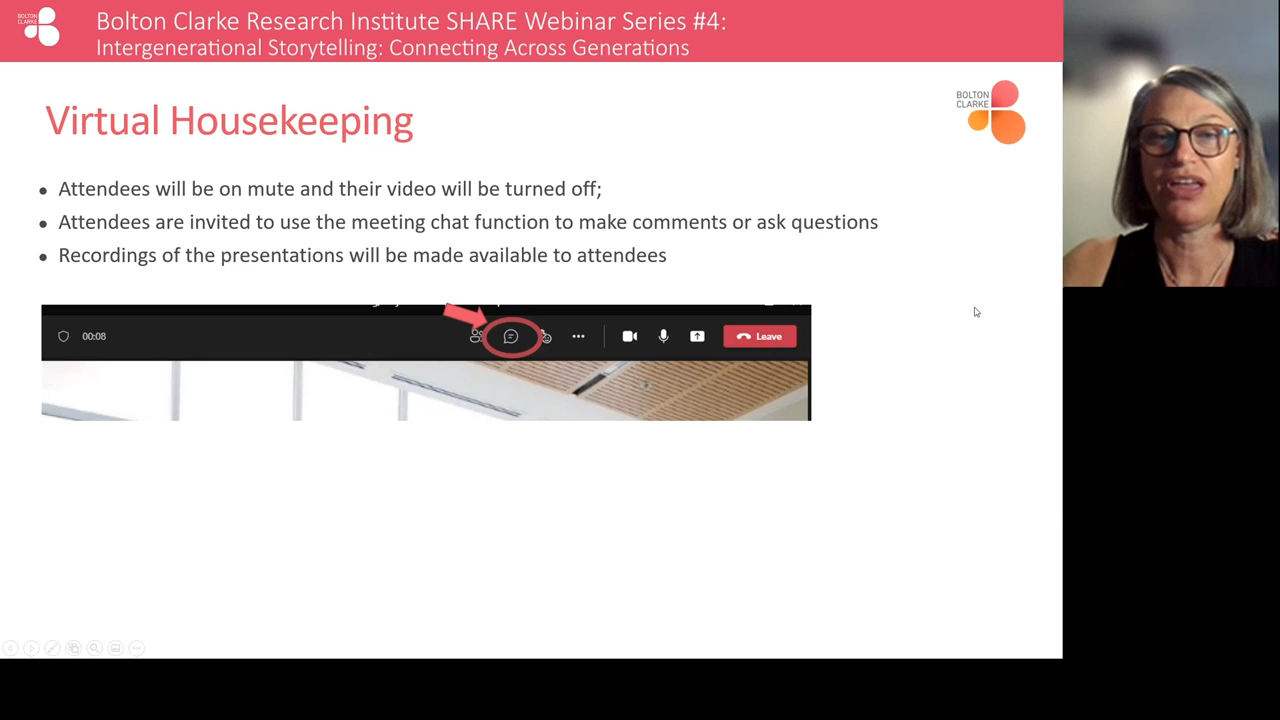 BOLTON
CLARKE
Bolton Clarke Research Institute SHARE Webinar Series #4:
Intergenerational Storytelling: Connecting Across Generations
BOLTON
CLARKE
Virtual Housekeeping
• Attendees will be on mute and their video will be turned off;
• Attendees are invited to use the meeting chat function to make comments or ask questions
• Recordings of the presentations will be made available to attendees
00:08
Leave